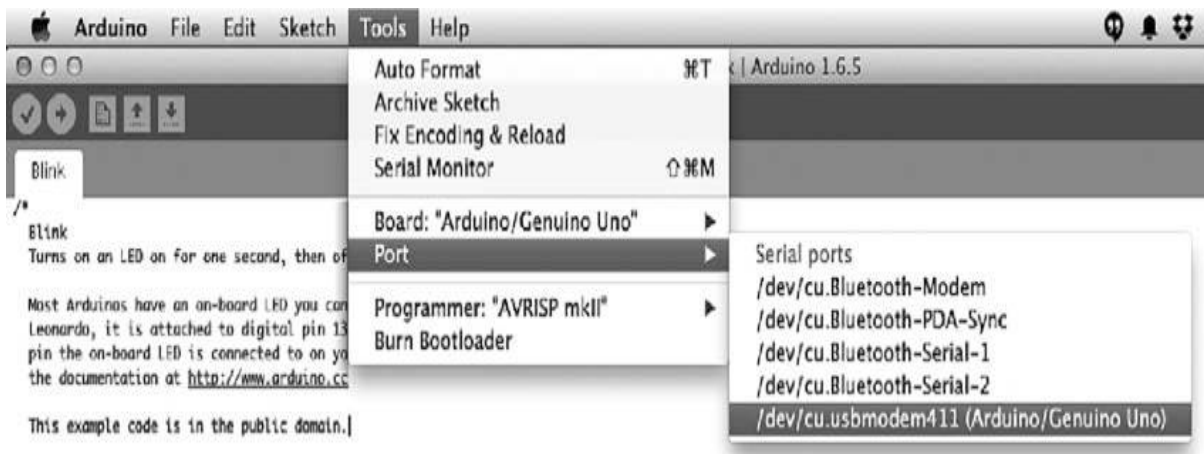 Arduino File Edit Sketch Tools Help
| Arduino 1.6.5
Auto Format ⌘T
Archive Sketch
Fix Encoding & Reload
Serial Monitor ⇧⌘M
Board: "Arduino/Genuino Uno"
Port
Programmer: "AVRISP mkII"
Burn Bootloader
Serial ports
/dev/cu.Bluetooth-Modem
/dev/cu.Bluetooth-PDA-Sync
/dev/cu.Bluetooth-Serial-1
/dev/cu.Bluetooth-Serial-2
/dev/cu.usbmodem411 (Arduino/Genuino Uno)
Blink
/*
Blink
Turns on an LED on for one second, then of
Most Arduinos have an on-board LED you can
Leonardo, it is attached to digital pin 13
pin the on-board LED is connected to on yo
the documentation at http://www.arduino.cc
This example code is in the public domain.